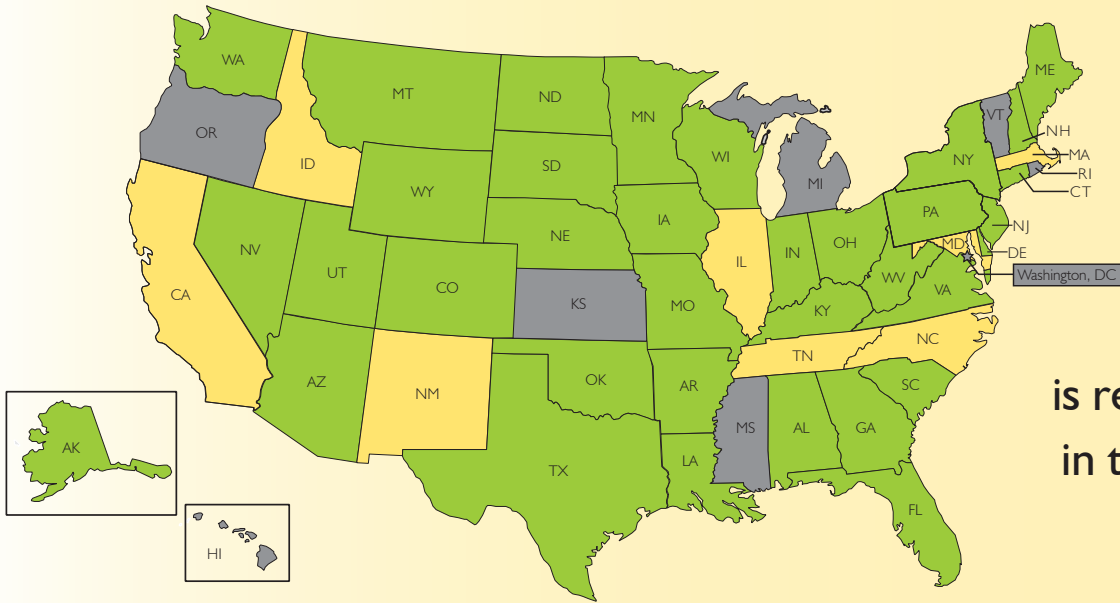 WA
MT
ND
MN
ME
OR
ID
WY
SD
WI
MI
VT
NH
NY
MA
RI
CT
NV
UT
CO
NE
IA
IL
IN
OH
PA
NJ
MD
DE
Washington, DC
CA
KS
MO
KY
WV
VA
AZ
NM
OK
AR
TN
NC
SC
is re
AK
TX
LA
MS
AL
GA
in t
FL
HI